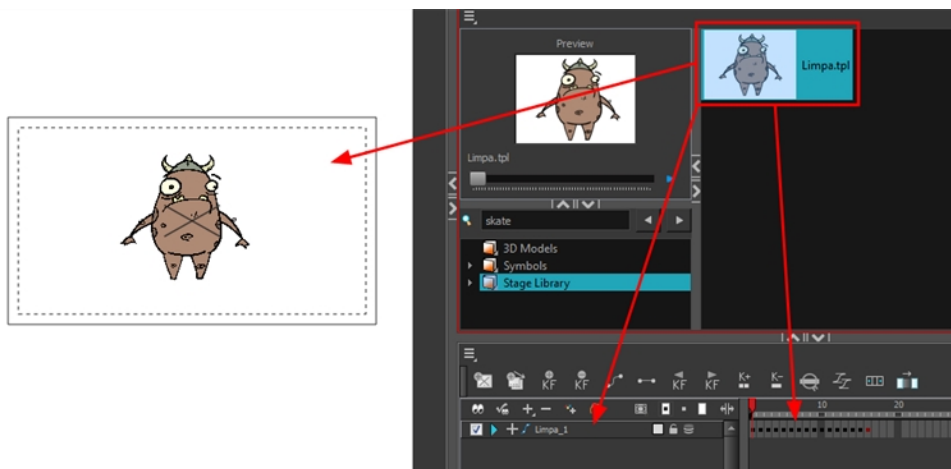 Preview
Limpa.tpl
Limpa.tpl
skate
3D Models
Symbols
Stage Library
KF KF KF KF K+ K-
10 20
Limpa_1